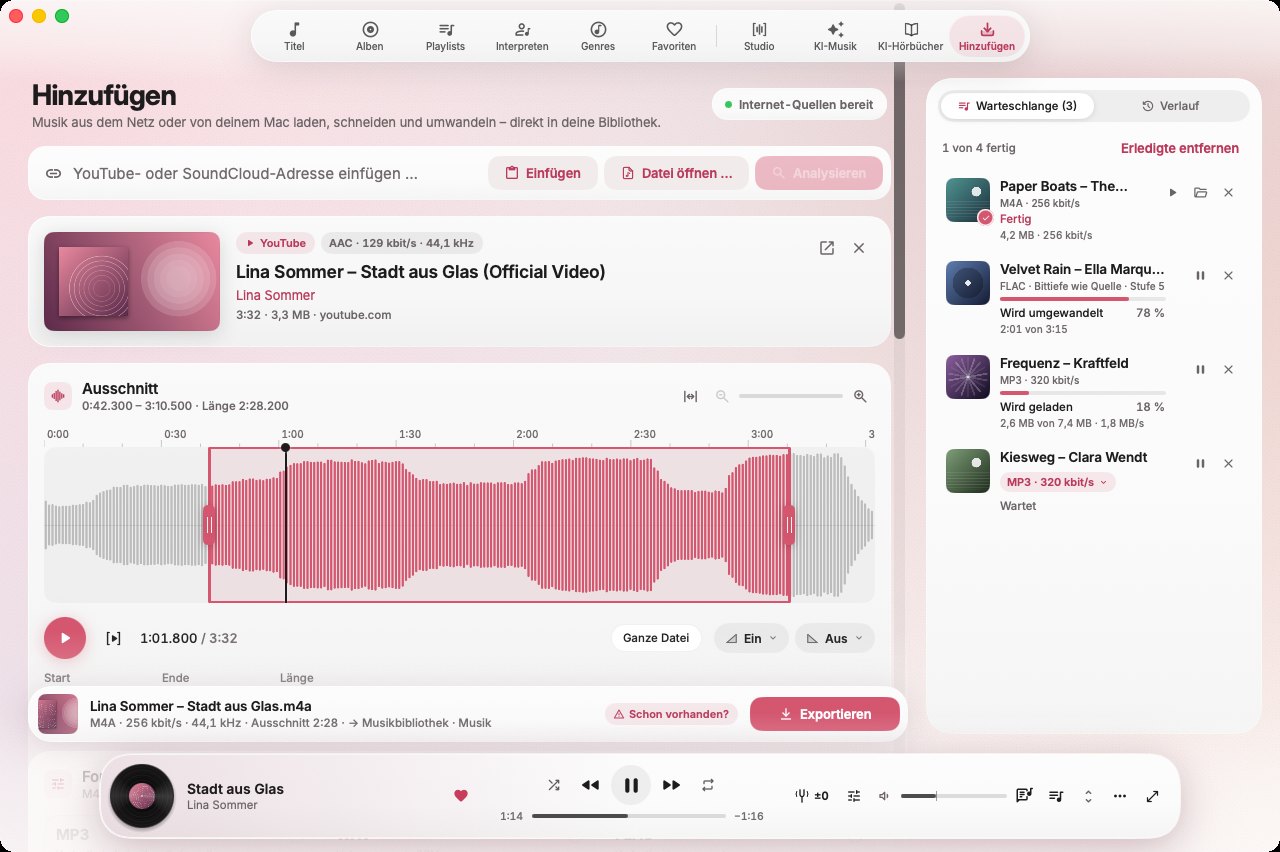 Titel
Alben
Playlists
Interpreten
Genres
Favoriten
Studio
KI-Musik
KI-Hörbücher
Hinzufügen
Hinzufügen
Musik aus dem Netz oder von deinem Mac laden, schneiden und umwandeln – direkt in deine Bibliothek.
Internet-Quellen bereit
YouTube- oder SoundCloud-Adresse einfügen ...
Einfügen
Datei öffnen ...
Analysieren
YouTube
AAC · 129 kbit/s · 44,1 kHz
Lina Sommer – Stadt aus Glas (Official Video)
Lina Sommer
3:32 · 3,3 MB · youtube.com
Ausschnitt
0:42.300 – 3:10.500 · Länge 2:28.200
0:00 0:30 1:00 1:30 2:00 2:30 3:00 3
1:01.800 / 3:32
Ganze Datei
Ein
Aus
Start Ende Länge
Lina Sommer – Stadt aus Glas.m4a
M4A · 256 kbit/s · 44,1 kHz · Ausschnitt 2:28 · → Musikbibliothek · Musik
Schon vorhanden?
Exportieren
Warteschlange (3)
Verlauf
1 von 4 fertig
Erledigte entfernen
Paper Boats – The...
M4A · 256 kbit/s
Fertig
4,2 MB · 256 kbit/s
Velvet Rain – Ella Marqu...
FLAC · Bittiefe wie Quelle · Stufe 5
Wird umgewandelt 78 %
2:01 von 3:15
Frequenz – Kraftfeld
MP3 · 320 kbit/s
Wird geladen 18 %
2,6 MB von 7,4 MB · 1,8 MB/s
Kiesweg – Clara Wendt
MP3 · 320 kbit/s
Wartet
MP3
Stadt aus Glas
Lina Sommer
1:14
−1:16
±0